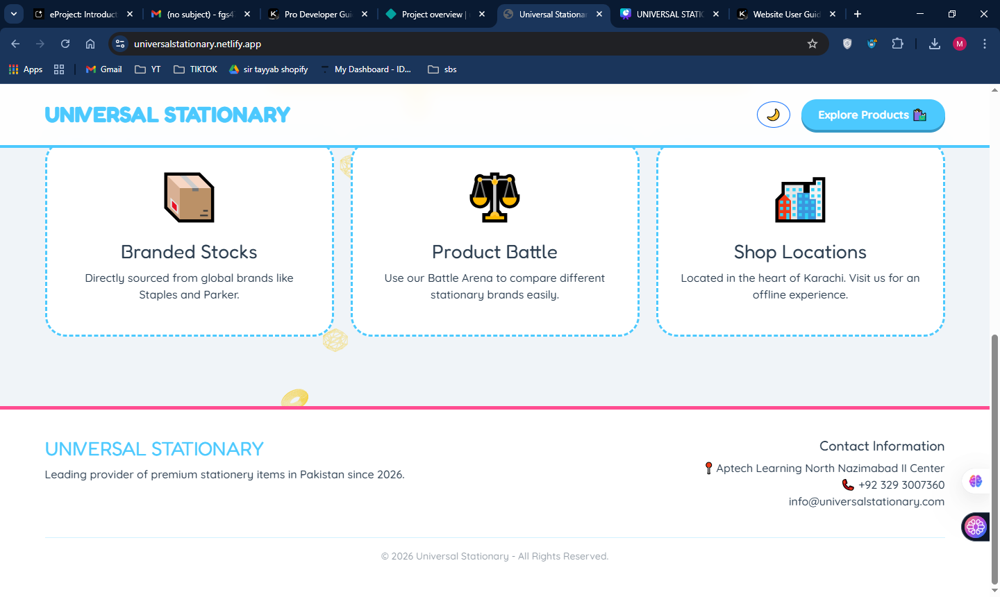 eProject: Introduct
(no subject) - fgs4
Pro Developer Gui
Project overview |
Universal Stationar
UNIVERSAL STATIO
Website User Guid
universalstationary.netlify.app
M
Apps
Gmail
YT
TIKTOK
sir tayyab shopify
My Dashboard - ID...
sbs
UNIVERSAL STATIONARY
Explore Products
Branded Stocks
Directly sourced from global brands like
Staples and Parker.
Product Battle
Use our Battle Arena to compare different
stationary brands easily.
Shop Locations
Located in the heart of Karachi. Visit us for an
offline experience.
UNIVERSAL STATIONARY
Leading provider of premium stationery items in Pakistan since 2026.
Contact Information
Aptech Learning North Nazimabad II Center
+92 329 3007360
info@universalstationary.com
© 2026 Universal Stationary - All Rights Reserved.